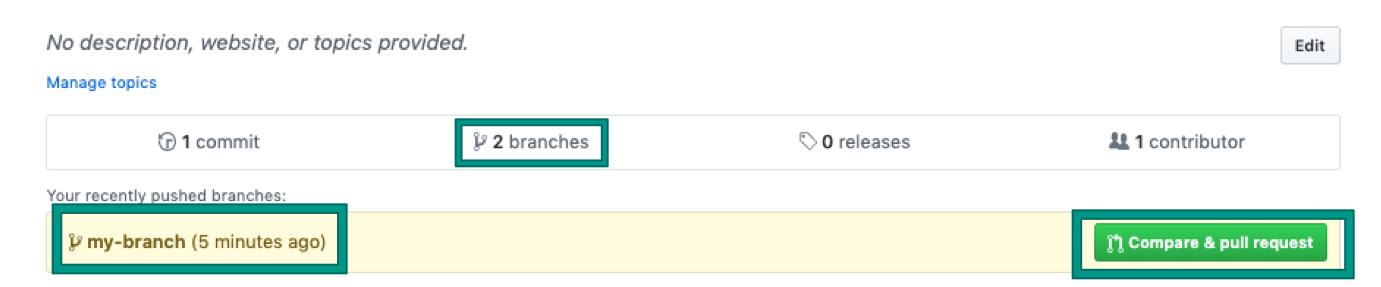 No description, website, or topics provided.
Edit
Manage topics
1 commit
2 branches
0 releases
1 contributor
Your recently pushed branches:
my-branch (5 minutes ago)
Compare & pull request